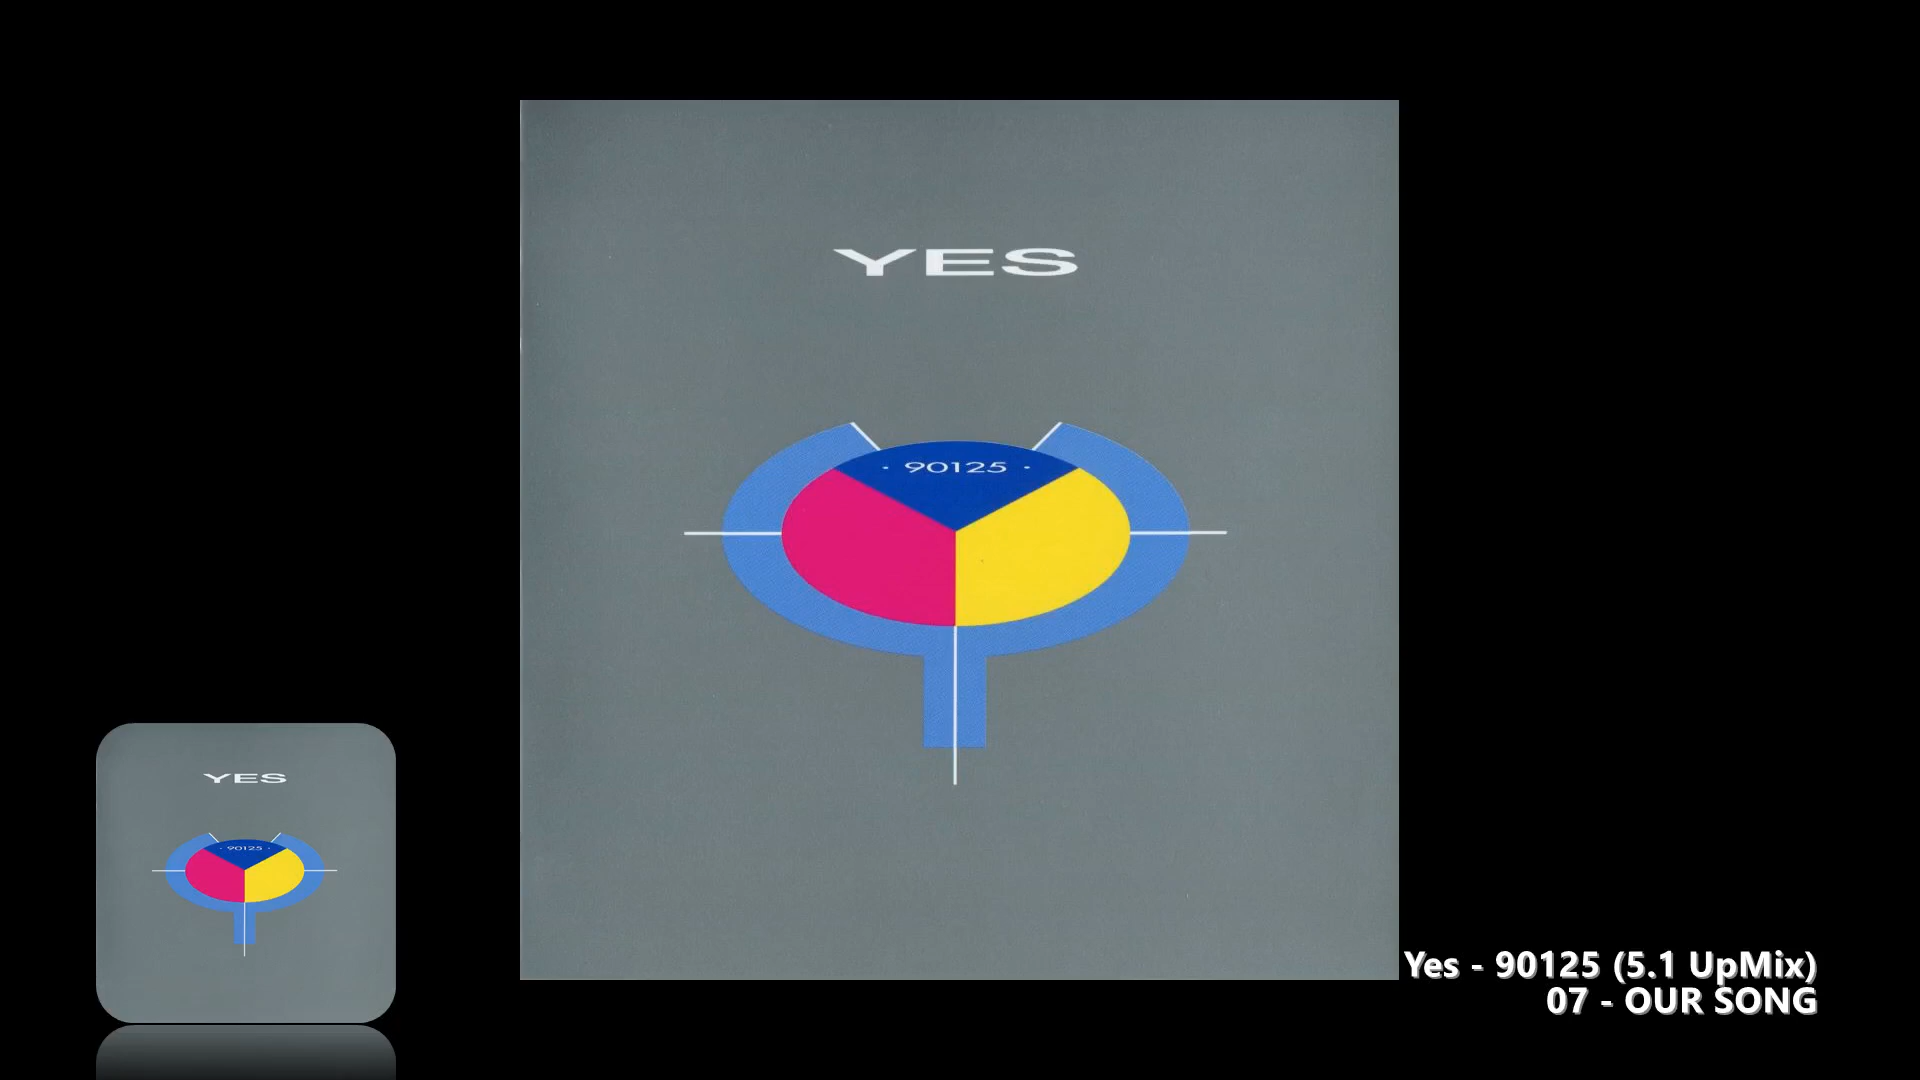 YES
· 90125 ·
YES
· 90125 ·
Yes - 90125 (5.1 UpMix)
07 - OUR SONG